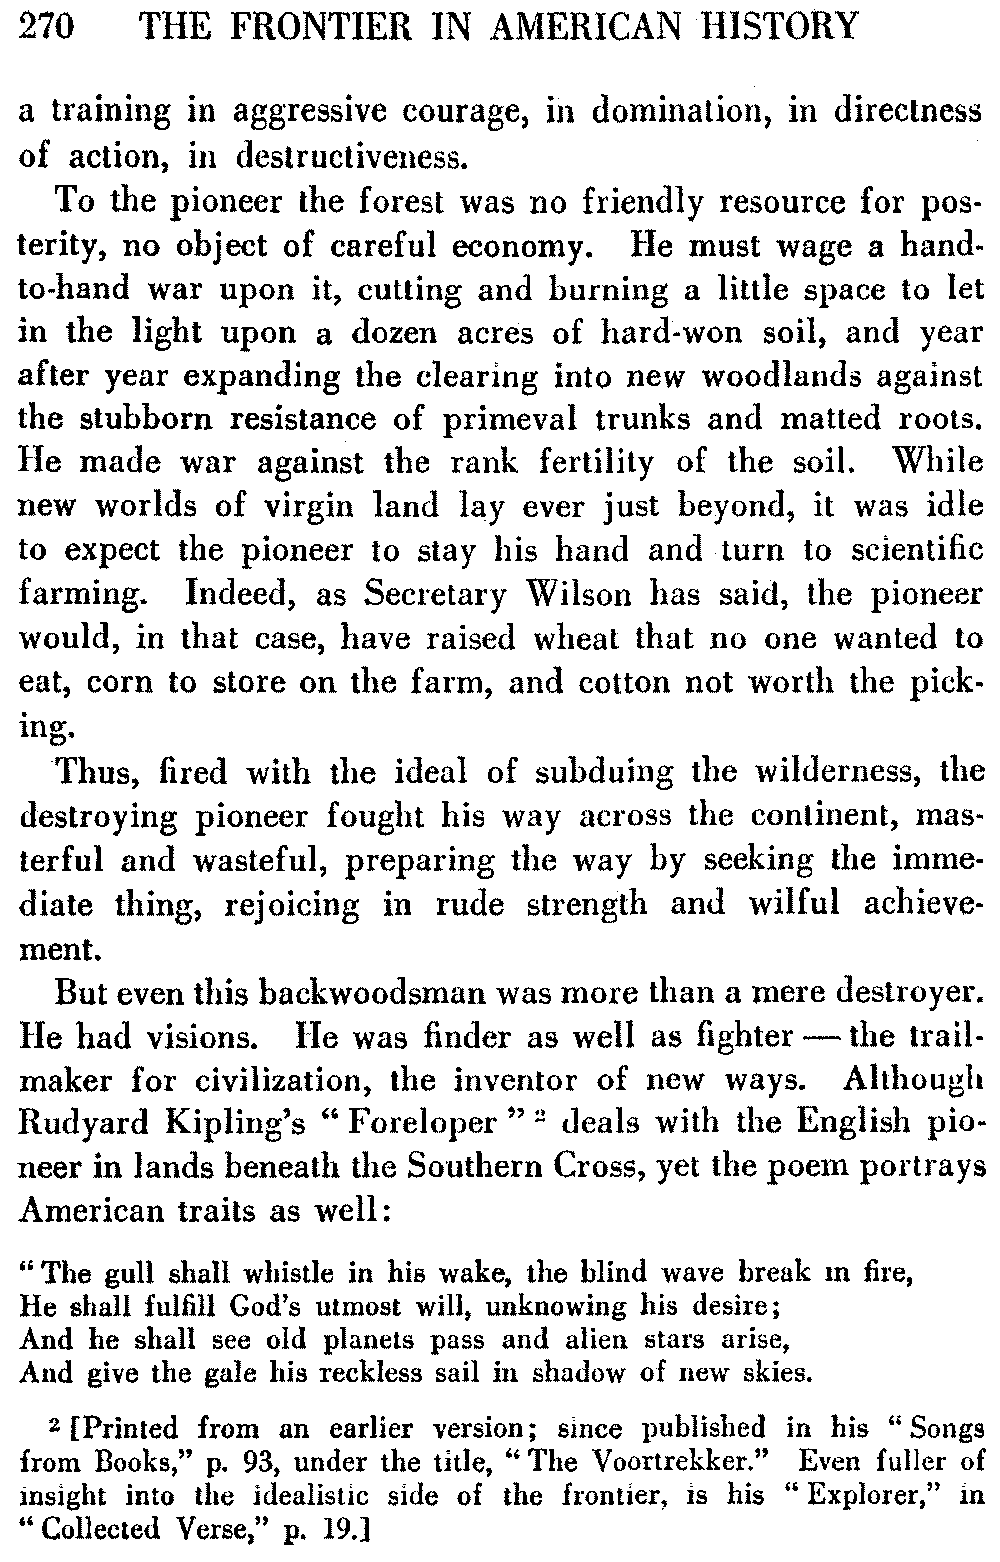 270 THE FRONTIER IN AMERICAN HISTORY
a training in aggressive courage, in domination, in directness
of action, in destructiveness.
To the pioneer the forest was no friendly resource for pos-
terity, no object of careful economy. He must wage a hand-
to-hand war upon it, cutting and burning a little space to let
in the light upon a dozen acres of hard-won soil, and year
after year expanding the clearing into new woodlands against
the stubborn resistance of primeval trunks and matted roots.
He made war against the rank fertility of the soil. While
new worlds of virgin land lay ever just beyond, it was idle
to expect the pioneer to stay his hand and turn to scientific
farming. Indeed, as Secretary Wilson has said, the pioneer
would, in that case, have raised wheat that no one wanted to
eat, corn to store on the farm, and cotton not worth the pick-
ing.
Thus, fired with the ideal of subduing the wilderness, the
destroying pioneer fought his way across the continent, mas-
terful and wasteful, preparing the way by seeking the imme-
diate thing, rejoicing in rude strength and wilful achieve-
ment.
But even this backwoodsman was more than a mere destroyer.
He had visions. He was finder as well as fighter — the trail-
maker for civilization, the inventor of new ways. Although
Rudyard Kipling's “ Foreloper ” ² deals with the English pio-
neer in lands beneath the Southern Cross, yet the poem portrays
American traits as well:
“ The gull shall whistle in his wake, the blind wave break in fire,
He shall fulfill God's utmost will, unknowing his desire;
And he shall see old planets pass and alien stars arise,
And give the gale his reckless sail in shadow of new skies.
² [Printed from an earlier version; since published in his “ Songs
from Books,” p. 93, under the title, “ The Voortrekker.” Even fuller of
insight into the idealistic side of the frontier, is his “ Explorer,” in
“ Collected Verse,” p. 19.]